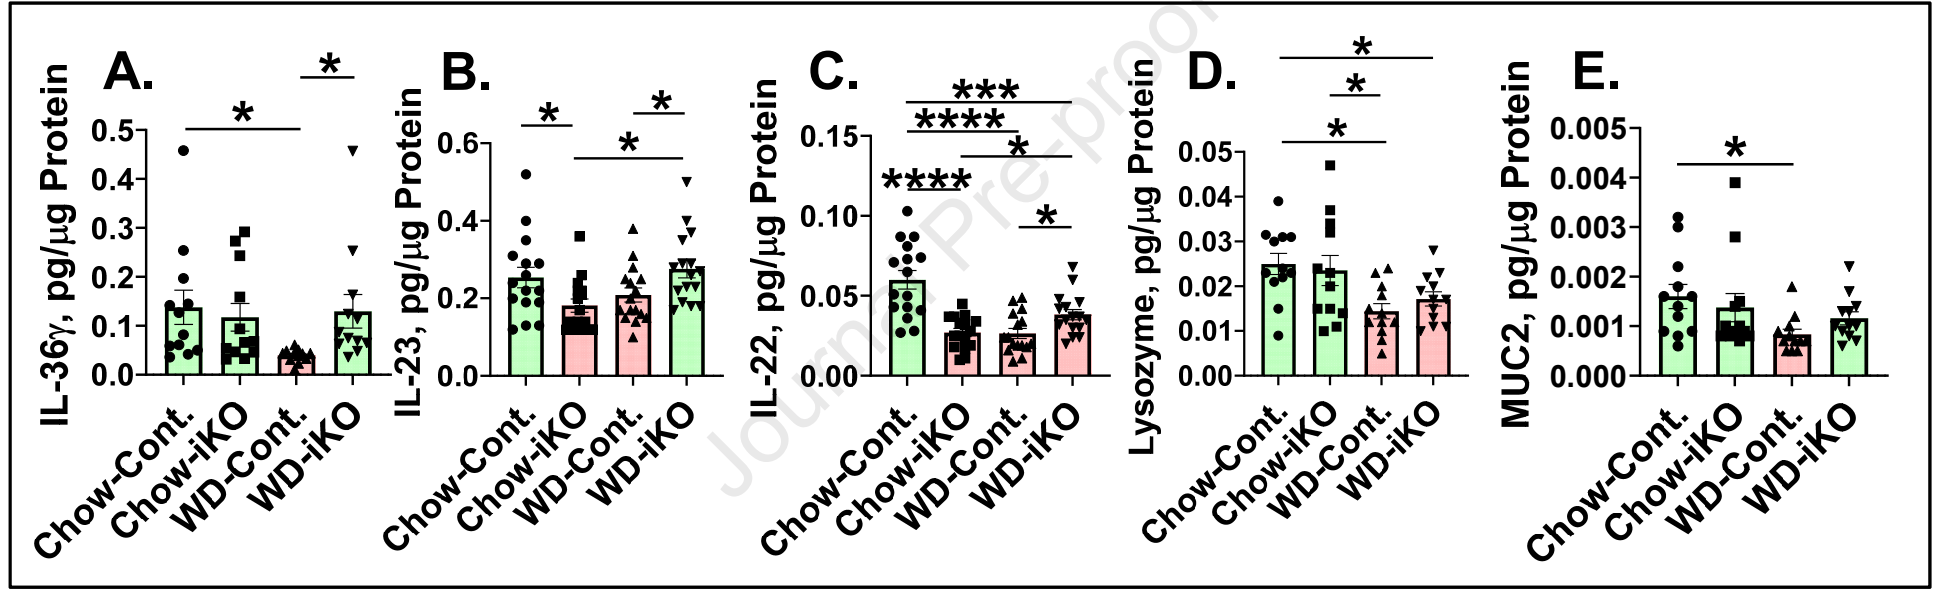 A.
IL-36γ, pg/μg Protein
0.5
0.4
0.3
0.2
0.1
0.0
*
*
Chow-Cont.
Chow-iKO
WD-Cont.
WD-iKO
B.
IL-23, pg/μg Protein
0.6
0.4
0.2
0.0
*
*
*
Chow-Cont.
Chow-iKO
WD-Cont.
WD-iKO
C.
IL-22, pg/μg Protein
0.15
0.10
0.05
0.00
***
****
*
****
*
Chow-Cont.
Chow-iKO
WD-Cont.
WD-iKO
D.
Lysozyme, pg/μg Protein
0.05
0.04
0.03
0.02
0.01
0.00
*
*
*
Chow-Cont.
Chow-iKO
WD-Cont.
WD-iKO
E.
MUC2, pg/μg Protein
0.005
0.004
0.003
0.002
0.001
0.000
*
Chow-Cont.
Chow-iKO
WD-Cont.
WD-iKO
Journal Pre-proof